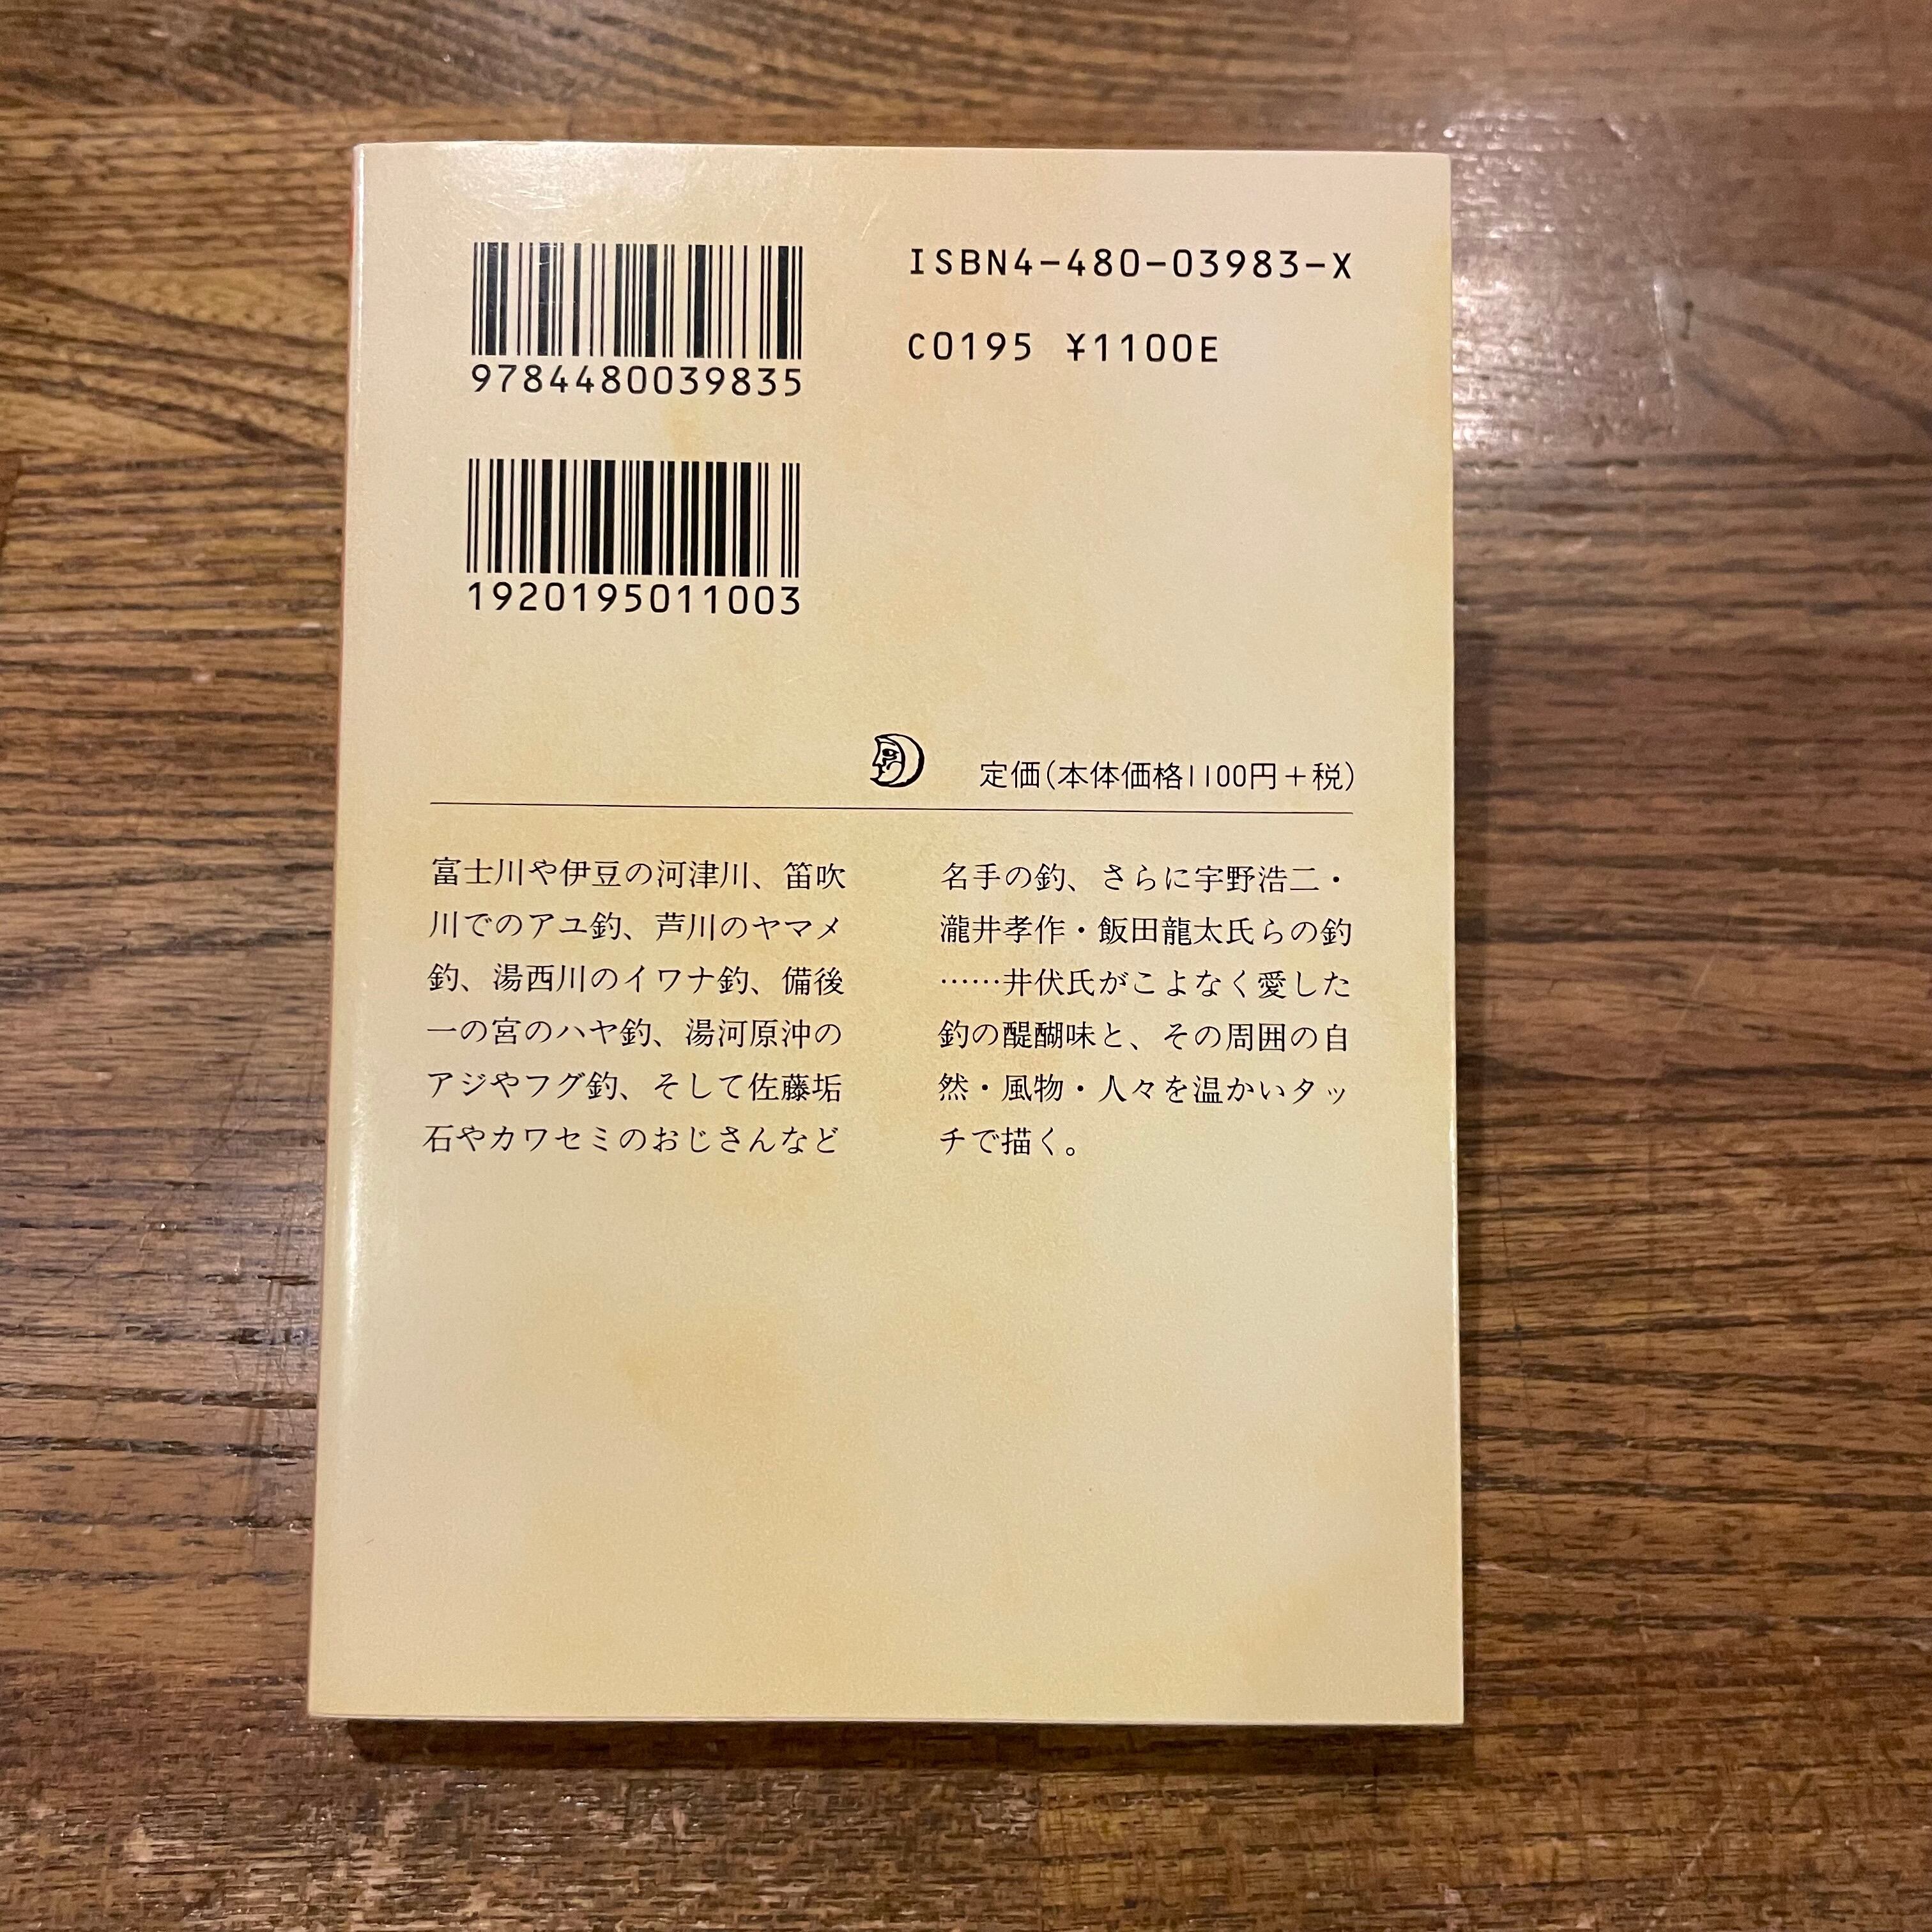 9784480039835
ISBN4-480-03983-X
C0195 ¥1100E
1920195011003
定価(本体価格1100円+税)
富士川や伊豆の河津川、笛吹
川でのアユ釣、芦川のヤマメ
釣、湯西川のイワナ釣、備後
一の宮のハヤ釣、湯河原沖の
アジやフグ釣、そして佐藤垢
石やカワセミのおじさんなど
名手の釣、さらに宇野浩二・
瀧井孝作・飯田龍太氏らの釣
……井伏氏がこよなく愛した
釣の醍醐味と、その周囲の自
然・風物・人々を温かいタッ
チで描く。